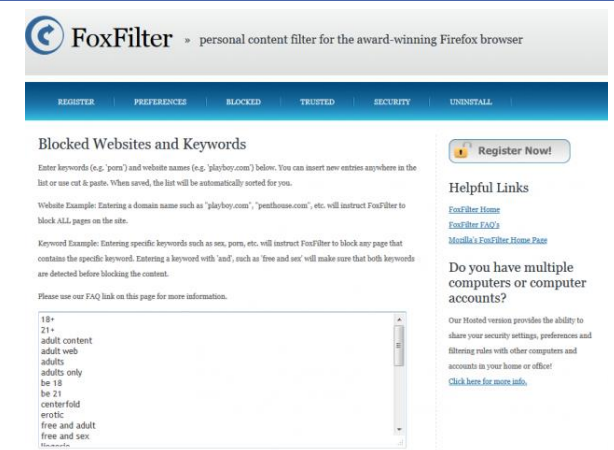 FoxFilter » personal content filter for the award-winning Firefox browser
REGISTER PREFERENCES BLOCKED TRUSTED SECURITY UNINSTALL
Blocked Websites and Keywords
Enter keywords (e.g. 'porn') and website names (e.g. 'playboy.com') below. You can insert new entries anywhere in the
list or use cut & paste. When saved, the list will be automatically sorted for you.
Website Example: Entering a domain name such as "playboy.com", "penthouse.com", etc. will instruct FoxFilter to
block ALL pages on the site.
Keyword Example: Entering specific keywords such as sex, porn, etc. will instruct FoxFilter to block any page that
contains the specific keyword. Entering a keyword with 'and', such as 'free and sex' will make sure that both keywords
are detected before blocking the content.
Please use our FAQ link on this page for more information.
18+
21+
adult content
adult web
adults
adults only
be 18
be 21
centerfold
erotic
free and adult
free and sex
Register Now!
Helpful Links
FoxFilter Home
FoxFilter FAQ's
Mozilla's FoxFilter Home Page
Do you have multiple
computers or computer
accounts?
Our Hosted version provides the ability to
share your security settings, preferences and
filtering rules with other computers and
accounts in your home or office!
Click here for more info.